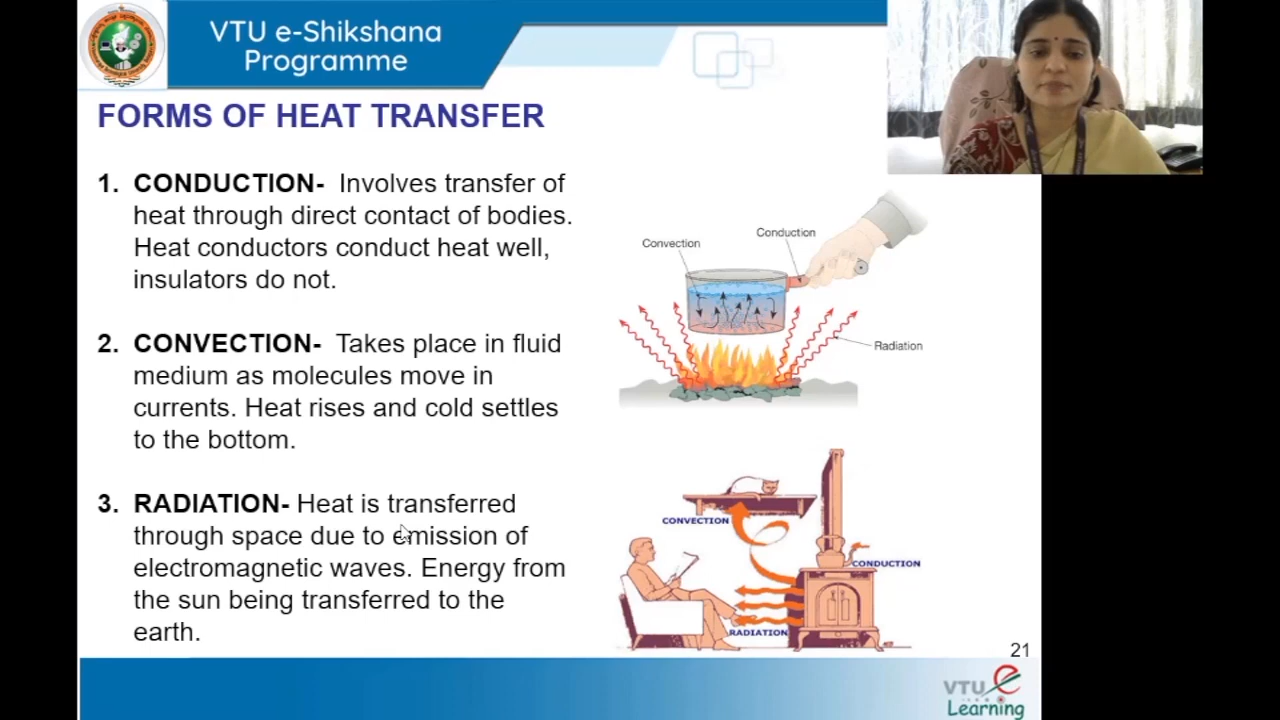 VTU e-Shikshana
Programme
FORMS OF HEAT TRANSFER
1. CONDUCTION- Involves transfer of
heat through direct contact of bodies.
Heat conductors conduct heat well,
insulators do not.
2. CONVECTION- Takes place in fluid
medium as molecules move in
currents. Heat rises and cold settles
to the bottom.
3. RADIATION- Heat is transferred
through space due to emission of
electromagnetic waves. Energy from
the sun being transferred to the
earth.
Conduction
Convection
Radiation
CONVECTION
CONDUCTION
RADIATION
21
VTU e
Learning